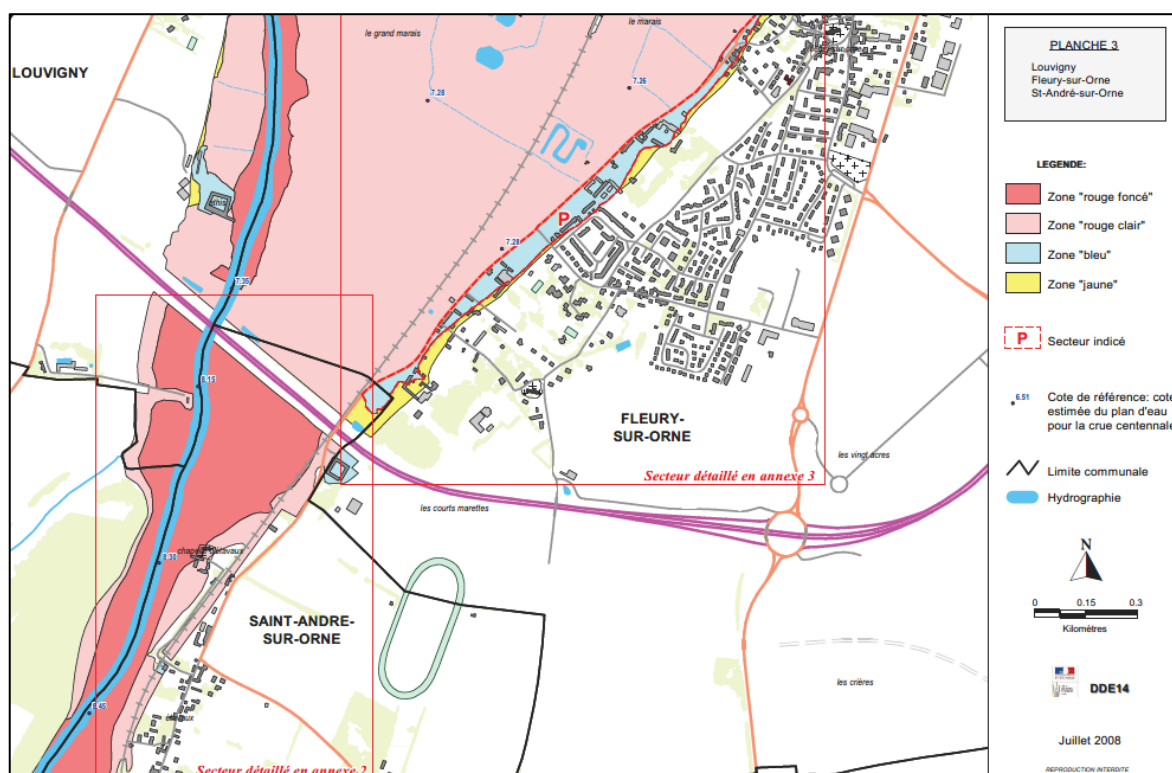 le grand marais
le marais
LOUVIGNY
7.28
7.26
P
7.28
7.35
8.15
FLEURY-
SUR-ORNE
les vingt acres
Secteur détaillé en annexe 3
les courts marettes
8.30
SAINT-ANDRE-
SUR-ORNE
les crières
8.45
Secteur détaillé en annexe 2
PLANCHE 3
Louvigny
Fleury-sur-Orne
St-André-sur-Orne
LEGENDE:
Zone "rouge foncé"
Zone "rouge clair"
Zone "bleu"
Zone "jaune"
P Secteur indicé
6.51 Cote de référence: cote
estimée du plan d'eau
pour la crue centennale
Limite communale
Hydrographie
N
0 0.15 0.3
Kilomètres
DDE14
Juillet 2008
REPRODUCTION INTERDITE